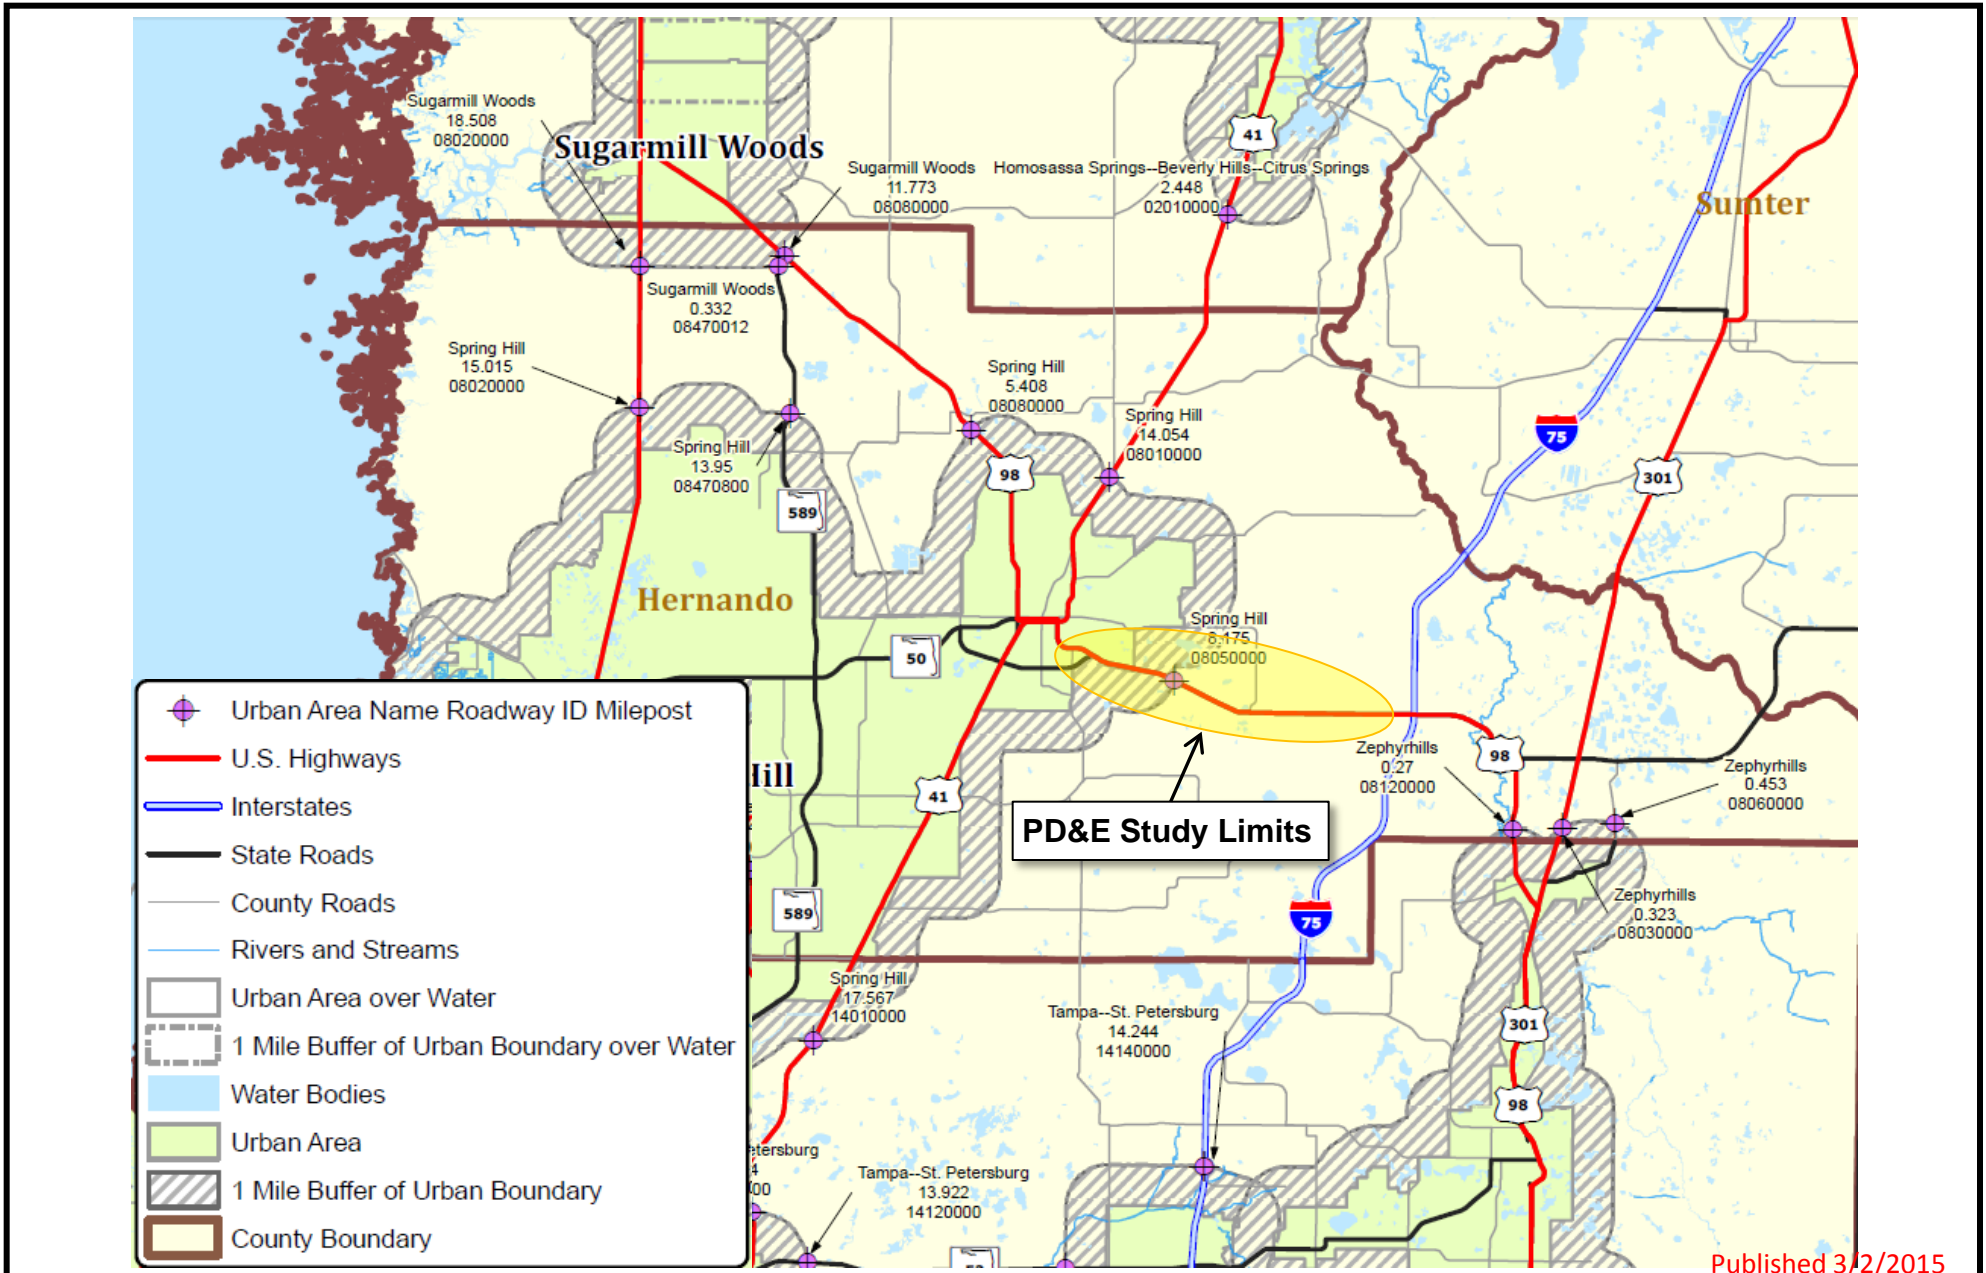 Sugarmill Woods
18.508
08020000
Sugarmill Woods
Sugarmill Woods
11.773
08080000
Homosassa Springs--Beverly Hills--Citrus Springs
2.448
02010000
41
Sumter
Sugarmill Woods
0.332
08470012
Spring Hill
15.015
08020000
Spring Hill
5.408
08080000
Spring Hill
14.054
08010000
75
Spring Hill
13.95
08470800
98
301
589
Hernando
Spring Hill
8.175
08050000
50
Zephyrhills
0.27
08120000
98
Zephyrhills
0.453
08060000
Hill
41
PD&E Study Limits
589
75
Zephyrhills
0.323
08030000
Spring Hill
17.567
14010000
Tampa--St. Petersburg
14.244
14140000
301
98
etersburg
4
00
Tampa--St. Petersburg
13.922
14120000
Urban Area Name Roadway ID Milepost
U.S. Highways
Interstates
State Roads
County Roads
Rivers and Streams
Urban Area over Water
1 Mile Buffer of Urban Boundary over Water
Water Bodies
Urban Area
1 Mile Buffer of Urban Boundary
County Boundary
Published 3/2/2015